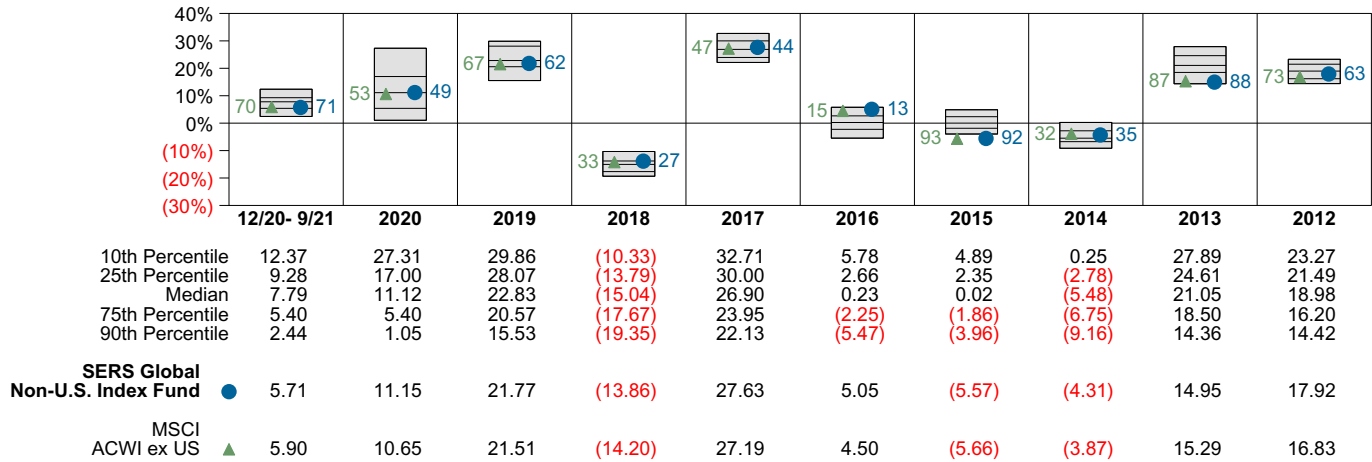 40%
30%
20%
10%
0%
(10%)
(20%)
(30%)
70 71
53 49
67 62
33 27
47 44
15 13
93 92
32 35
87 88
73 63
12/20- 9/21 2020 2019 2018 2017 2016 2015 2014 2013 2012
10th Percentile 12.37 27.31 29.86 (10.33) 32.71 5.78 4.89 0.25 27.89 23.27
25th Percentile 9.28 17.00 28.07 (13.79) 30.00 2.66 2.35 (2.78) 24.61 21.49
Median 7.79 11.12 22.83 (15.04) 26.90 0.23 0.02 (5.48) 21.05 18.98
75th Percentile 5.40 5.40 20.57 (17.67) 23.95 (2.25) (1.86) (6.75) 18.50 16.20
90th Percentile 2.44 1.05 15.53 (19.35) 22.13 (5.47) (3.96) (9.16) 14.36 14.42
SERS Global
Non-U.S. Index Fund 5.71 11.15 21.77 (13.86) 27.63 5.05 (5.57) (4.31) 14.95 17.92
MSCI
ACWI ex US 5.90 10.65 21.51 (14.20) 27.19 4.50 (5.66) (3.87) 15.29 16.83